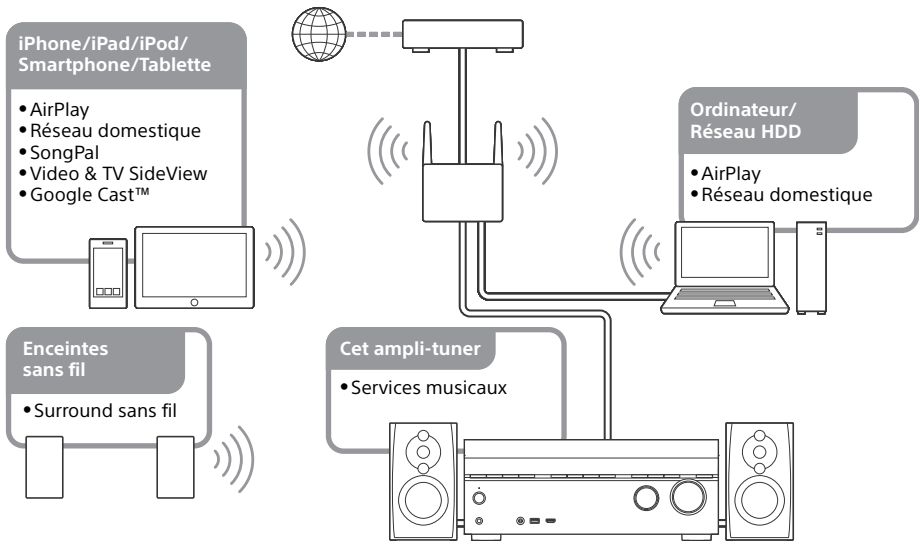 iPhone/iPad/iPod/
Smartphone/Tablette
• AirPlay
• Réseau domestique
• SongPal
• Video & TV SideView
• Google Cast™
Ordinateur/
Réseau HDD
• AirPlay
• Réseau domestique
Enceintes
sans fil
• Surround sans fil
Cet ampli-tuner
• Services musicaux